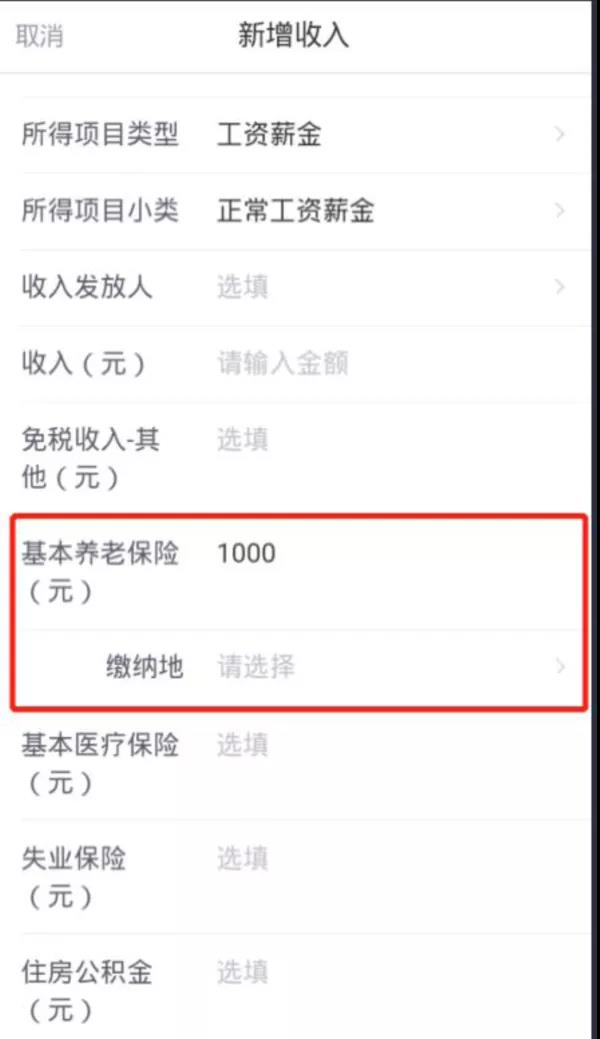 取消 新增收入
所得项目类型 工资薪金
所得项目小类 正常工资薪金
收入发放人 选填
收入（元） 请输入金额
免税收入-其 选填
他（元）
基本养老保险 1000
（元）
缴纳地 请选择
基本医疗保险 选填
（元）
失业保险 选填
（元）
住房公积金 选填
（元）